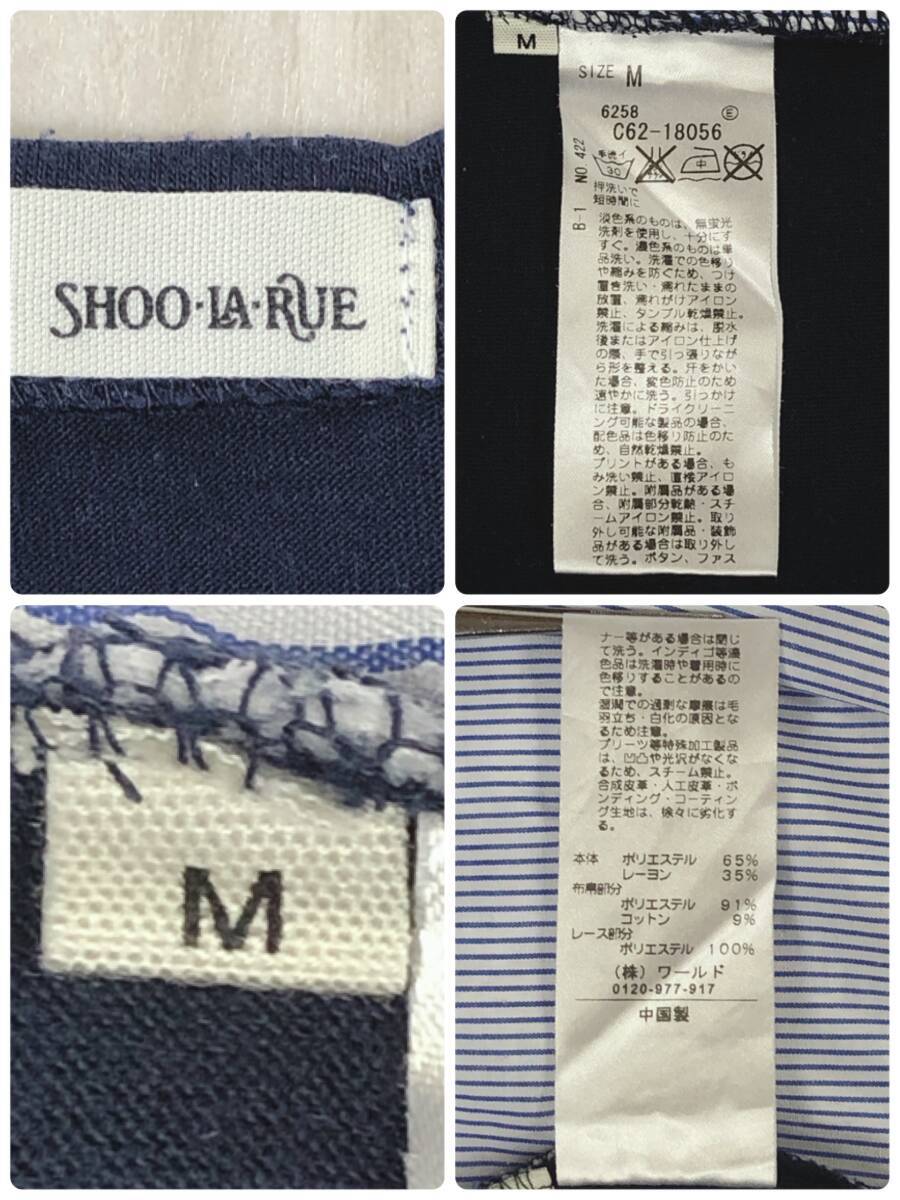 SHOO·LA·RUE
M
SIZE M
6258 Ⓔ
C62-18056
B-1 NO 422
手洗イ
30
中
押洗いで
短時間に
淡色系のものは、無蛍光
洗剤を使用し、十分にす
すぐ。濃色系のものは単
品洗い。洗濯での色移り
や縮みを防ぐため、つけ
置き洗い・濡れたままの
放置、濡れがけアイロン
禁止、タンブル乾燥禁止。
洗濯による縮みは、脱水
後またはアイロン仕上げ
の際、手で引っ張りなが
ら形を整える。汗をかい
た場合、変色防止のため
速やかに洗う。引っかけ
に注意。ドライクリーニ
ング可能な製品の場合、
配色品は色移り防止のた
め、自然乾燥禁止。
プリントがある場合、も
み洗い禁止、直接アイロ
ン禁止。附属品がある場
合、附属部分乾熱・スチ
ームアイロン禁止。取り
外し可能な附属品・装飾
品がある場合は取り外し
て洗う。ボタン、ファス
M
ナー等がある場合は閉じ
て洗う。インディゴ等濃
色品は洗濯時や着用時に
色移りすることがあるの
で注意。
湿潤での過剰な摩擦は毛
羽立ち・白化の原因とな
るため注意。
プリーツ等特殊加工製品
は、凹凸や光沢がなくな
るため、スチーム禁止。
合成皮革・人工皮革・ボ
ンディング・コーティン
グ生地は、徐々に劣化す
る。
本体 ポリエステル 65%
レーヨン 35%
布帛部分
ポリエステル 91%
コットン 9%
レース部分
ポリエステル 100%
(株) ワールド
0120-977-917
中国製